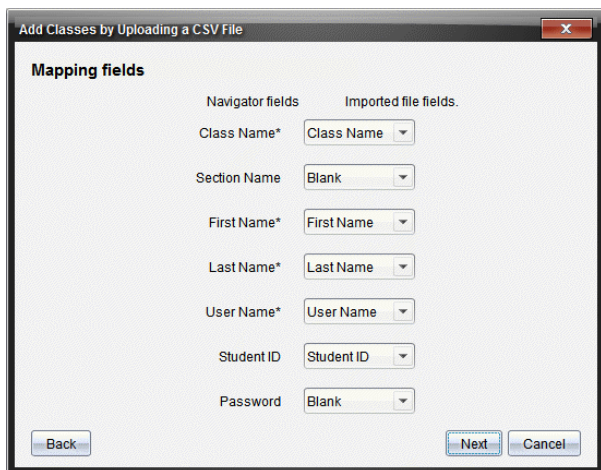 Add Classes by Uploading a CSV File
Mapping fields
Navigator fields Imported file fields.
Class Name* Class Name
Section Name Blank
First Name* First Name
Last Name* Last Name
User Name* User Name
Student ID Student ID
Password Blank
Back Next Cancel